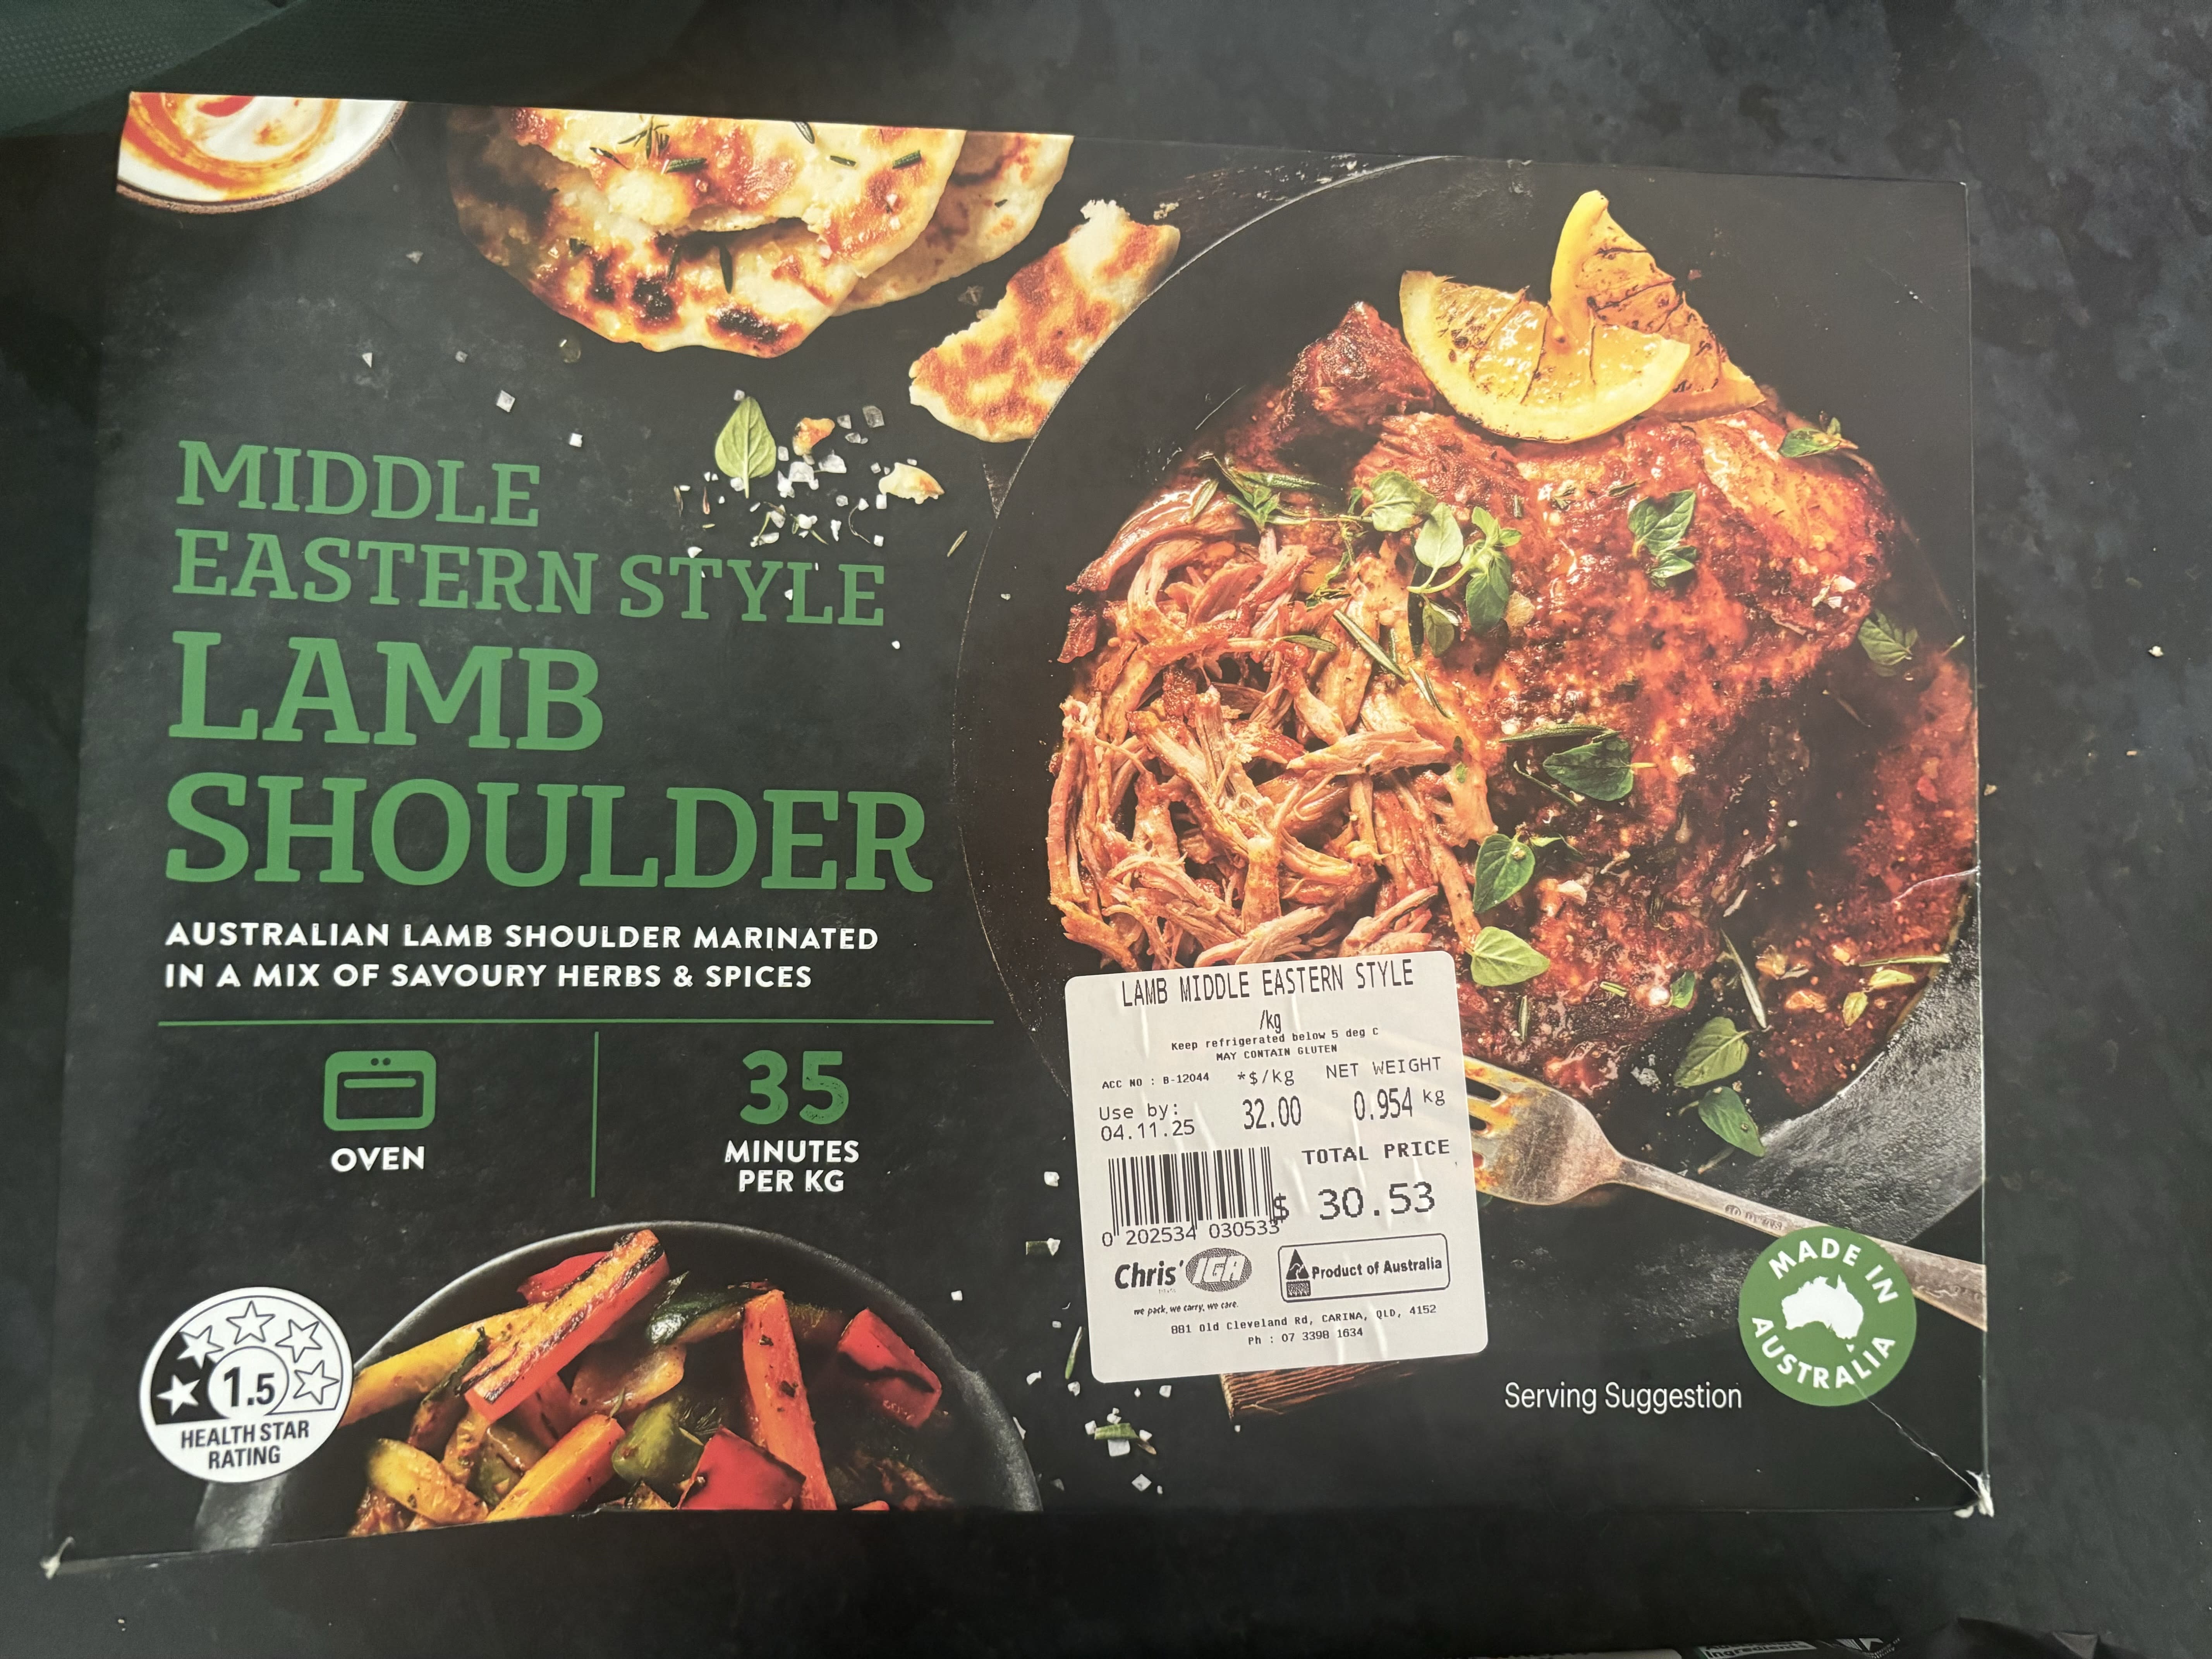 MIDDLE
EASTERN STYLE
LAMB
SHOULDER
AUSTRALIAN LAMB SHOULDER MARINATED
IN A MIX OF SAVOURY HERBS & SPICES
OVEN
35
MINUTES
PER KG
1.5
HEALTH STAR
RATING
LAMB MIDDLE EASTERN STYLE
/kg
Keep refrigerated below 5 deg c
MAY CONTAIN GLUTEN
ACC NO : B-12044 *$/kg NET WEIGHT
Use by: 32.00 0.954 kg
04.11.25
TOTAL PRICE
$ 30.53
0 202534 030533
Chris' IGA
Product of Australia
we pack, we carry, we care.
881 Old Cleveland Rd, CARINA, QLD, 4152
Ph : 07 3398 1634
Serving Suggestion
MADE IN
AUSTRALIA